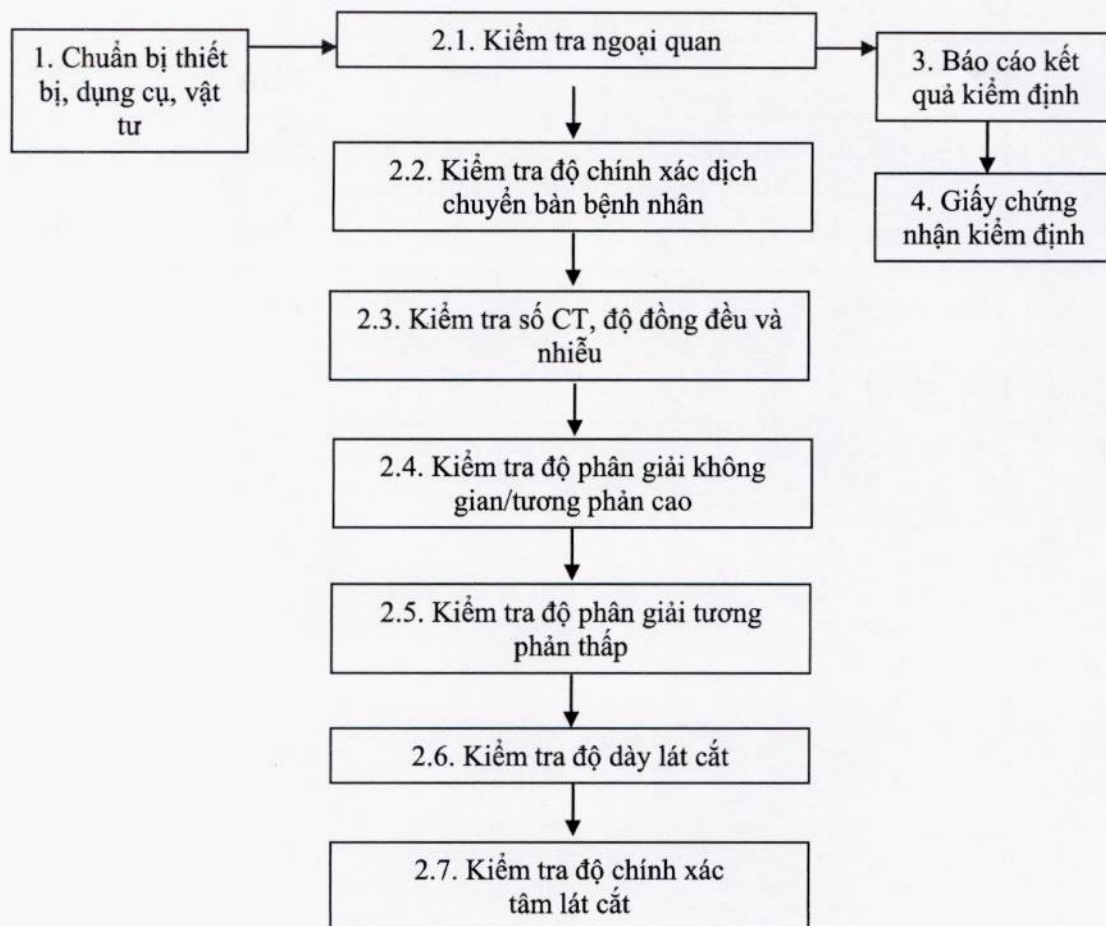 1. Chuẩn bị thiết
bị, dụng cụ, vật
tư
2.1. Kiểm tra ngoại quan
2.2. Kiểm tra độ chính xác dịch
chuyển bàn bệnh nhân
2.3. Kiểm tra số CT, độ đồng đều và
nhiễu
2.4. Kiểm tra độ phân giải không
gian/tương phản cao
2.5. Kiểm tra độ phân giải tương
phản thấp
2.6. Kiểm tra độ dày lát cắt
2.7. Kiểm tra độ chính xác
tâm lát cắt
3. Báo cáo kết
quả kiểm định
4. Giấy chứng
nhận kiểm định